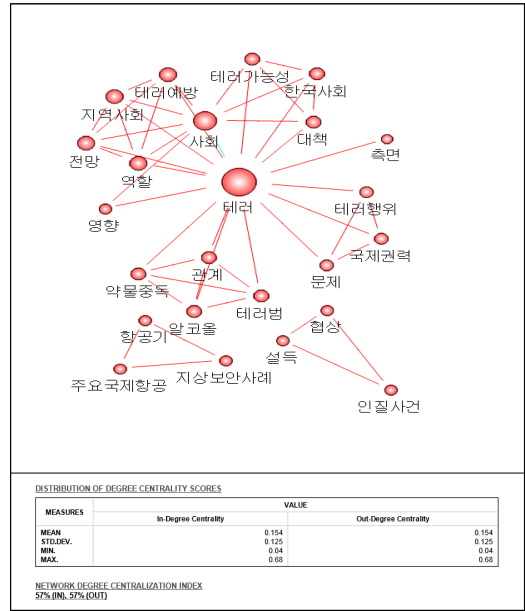 테러가능성
한국사회
테러예방
지역사회
사회
대책
전망
측면
역할
테러
테러행위
영향
국제권력
관계
문제
약물중독
테러범
알코올
협상
항공기
설득
지상보안사례
주요국제항공
인질사건
DISTRIBUTION OF DEGREE CENTRALITY SCORES
MEASURES VALUE
In-Degree Centrality Out-Degree Centrality
MEAN 0.154 0.154
STD.DEV. 0.125 0.125
MIN. 0.04 0.04
MAX. 0.68 0.68
NETWORK DEGREE CENTRALIZATION INDEX
57% (IN), 57% (OUT)